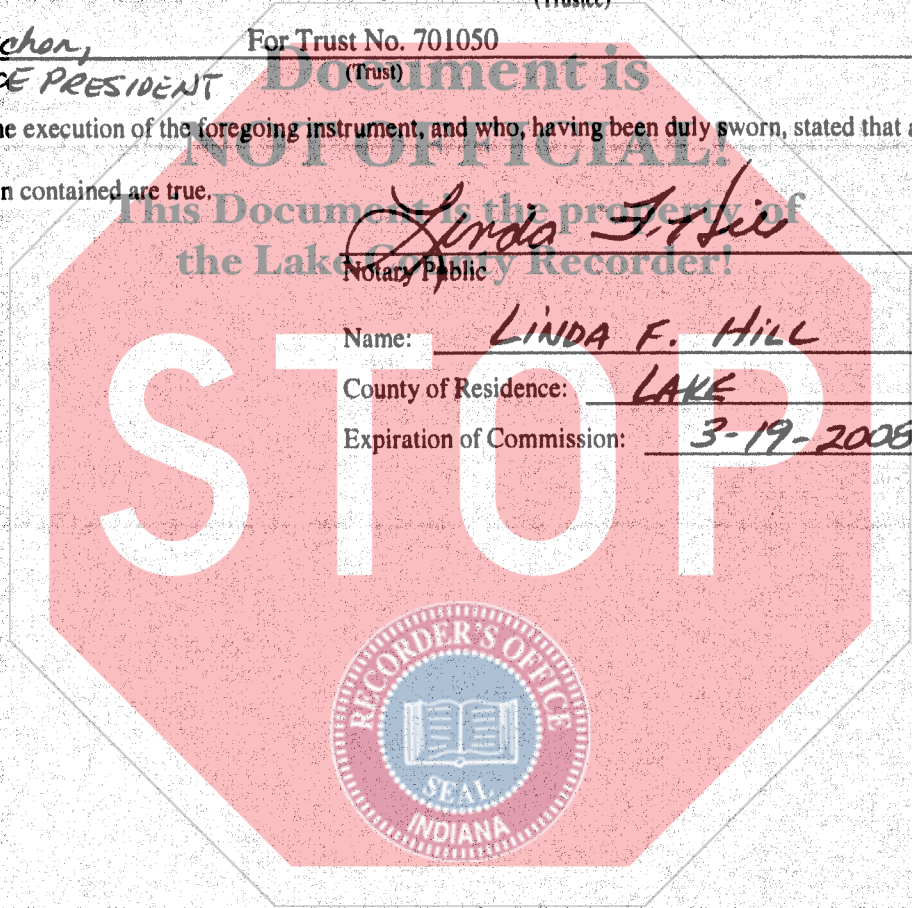 (Trustee)
For Trust No. 701050
PRESIDENT (Trust)
Document is
execution of the foregoing instrument, and who, having been duly sworn, stated that
NOT OFFICIAL!
contained are true.
This Document is the property of
Linda F. Hill
the Lake County Recorder!
Notary Public
Name: LINDA F. HILL
County of Residence: LAKE
Expiration of Commission: 3-19-2008
STOP
RECORDER'S OFFICE
SEAL
INDIANA